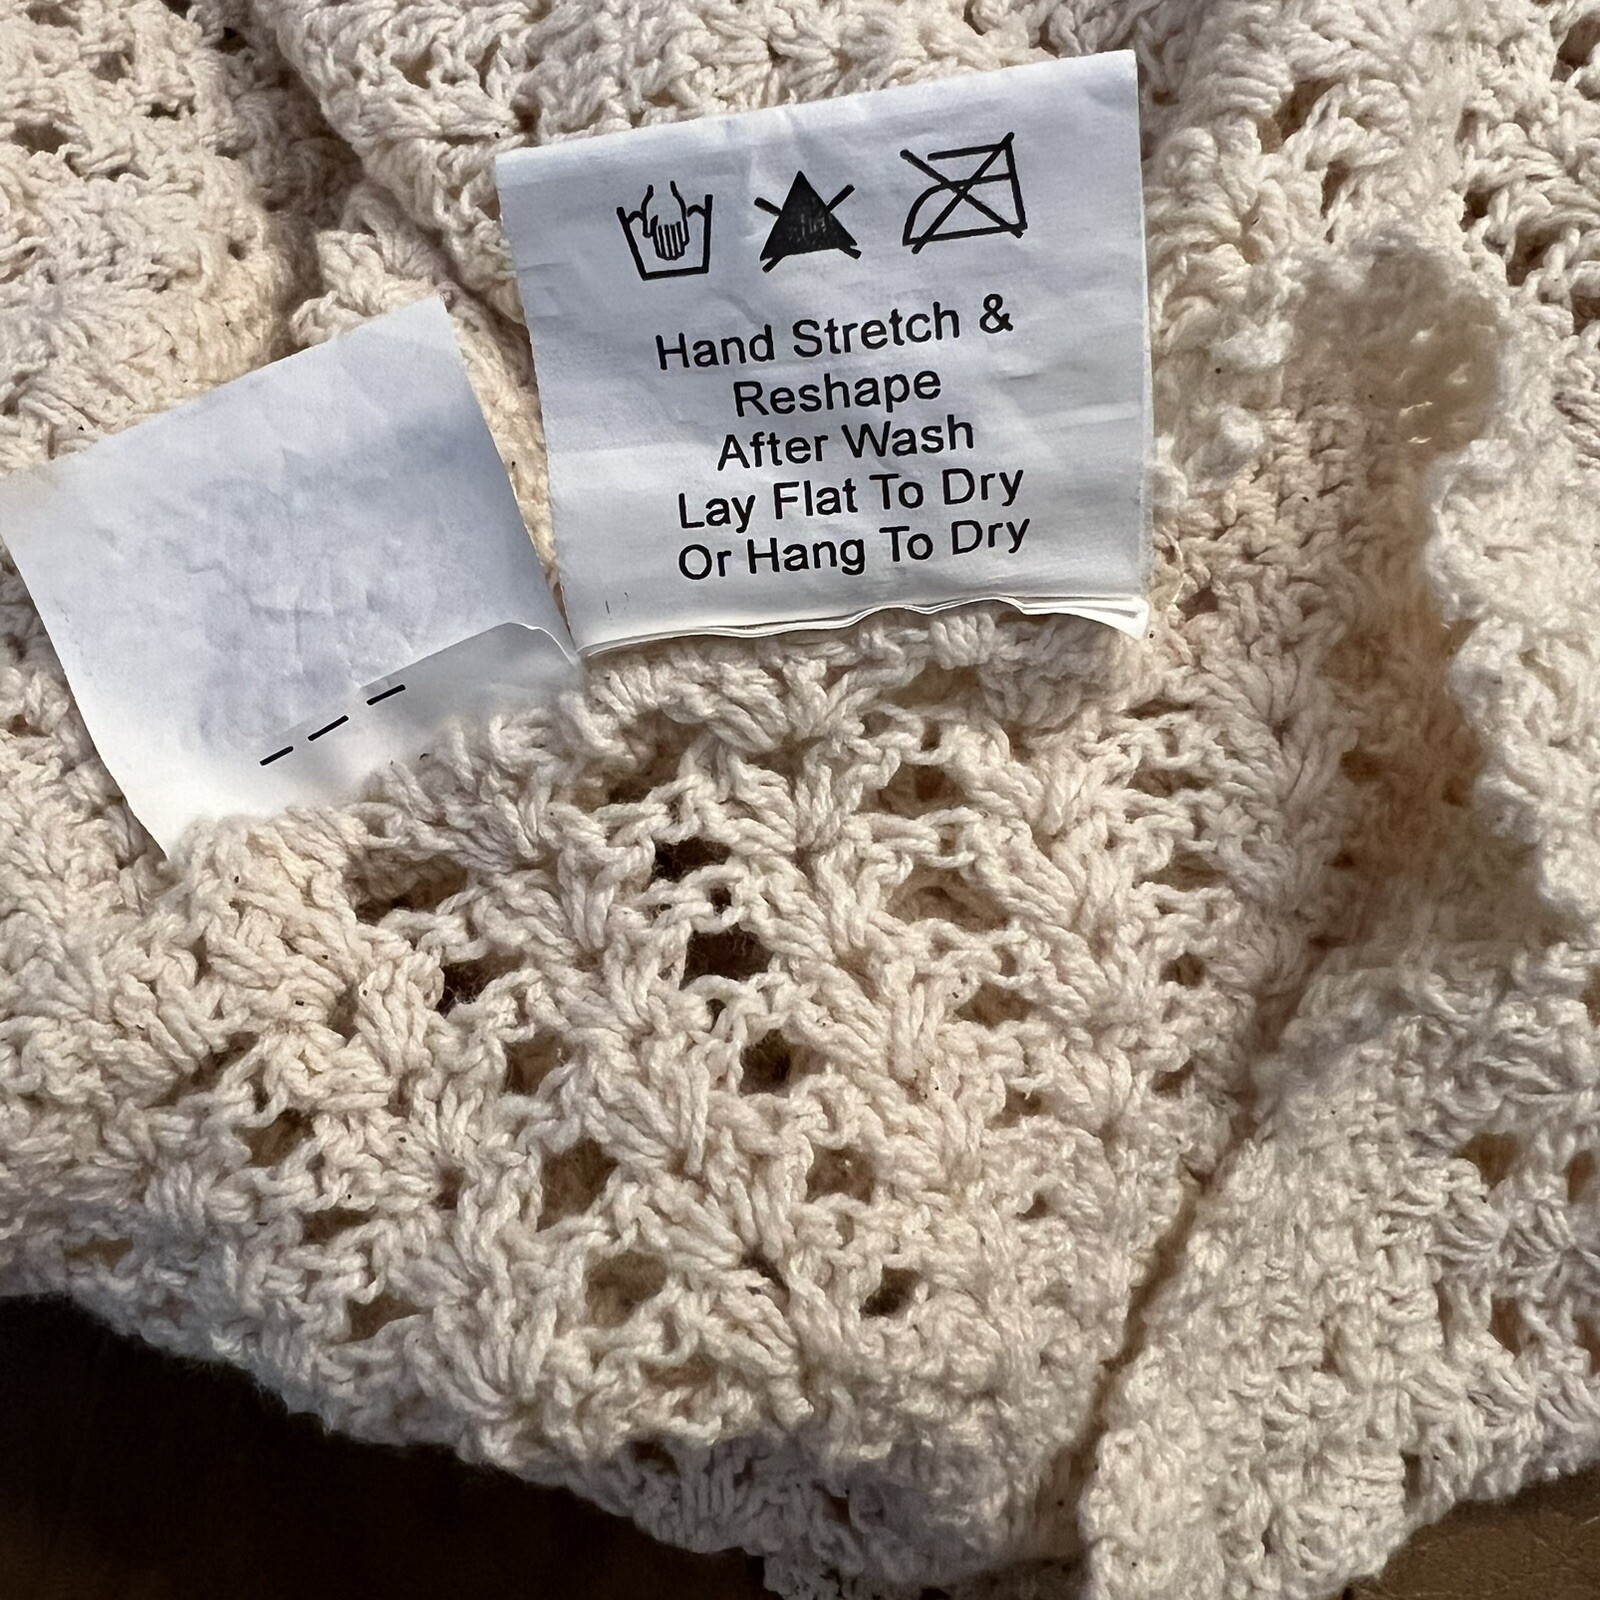 Hand Stretch &
Reshape
After Wash
Lay Flat To Dry
Or Hang To Dry